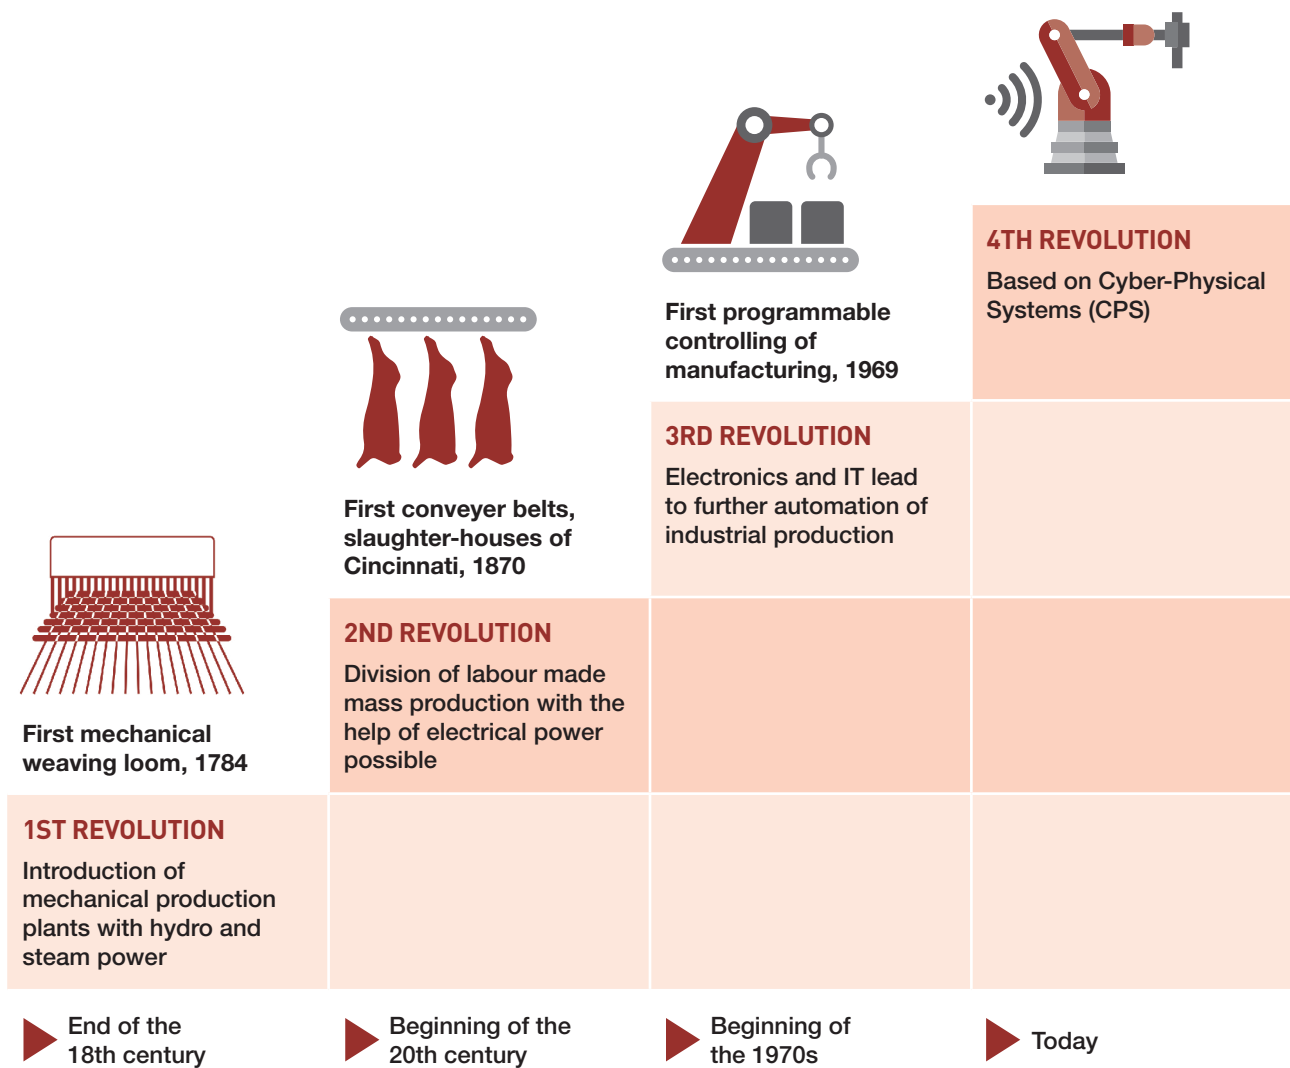 4TH REVOLUTION
Based on Cyber-Physical
Systems (CPS)
First programmable
controlling of
manufacturing, 1969
3RD REVOLUTION
Electronics and IT lead
to further automation of
industrial production
First conveyer belts,
slaughter-houses of
Cincinnati, 1870
2ND REVOLUTION
Division of labour made
mass production with the
help of electrical power
possible
First mechanical
weaving loom, 1784
1ST REVOLUTION
Introduction of
mechanical production
plants with hydro and
steam power
End of the
18th century
Beginning of the
20th century
Beginning of
the 1970s
Today